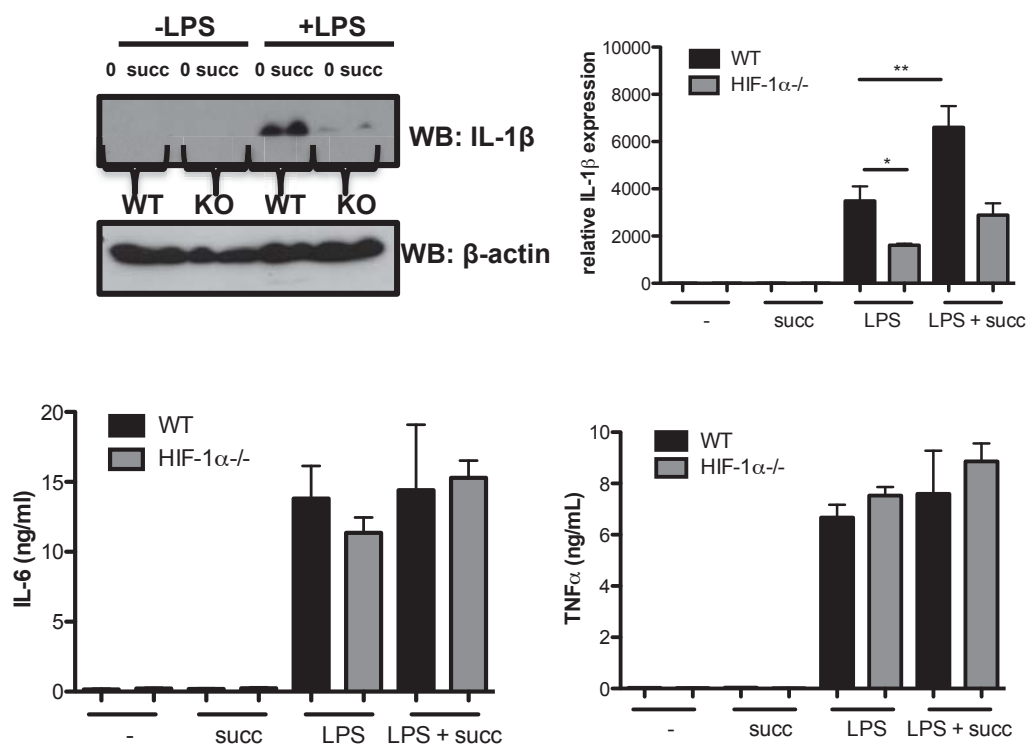 -LPS +LPS
0 succ 0 succ 0 succ 0 succ
WB: IL-1β
WT KO WT KO
WB: β-actin
relative IL-1β expression
10000
8000
6000
4000
2000
0
WT
HIF-1α-/-
**
*
- succ LPS LPS + succ
IL-6 (ng/ml)
20
15
10
5
0
WT
HIF-1α-/-
- succ LPS LPS + succ
TNFα (ng/mL)
10
8
6
4
2
0
WT
HIF-1α-/-
- succ LPS LPS + succ